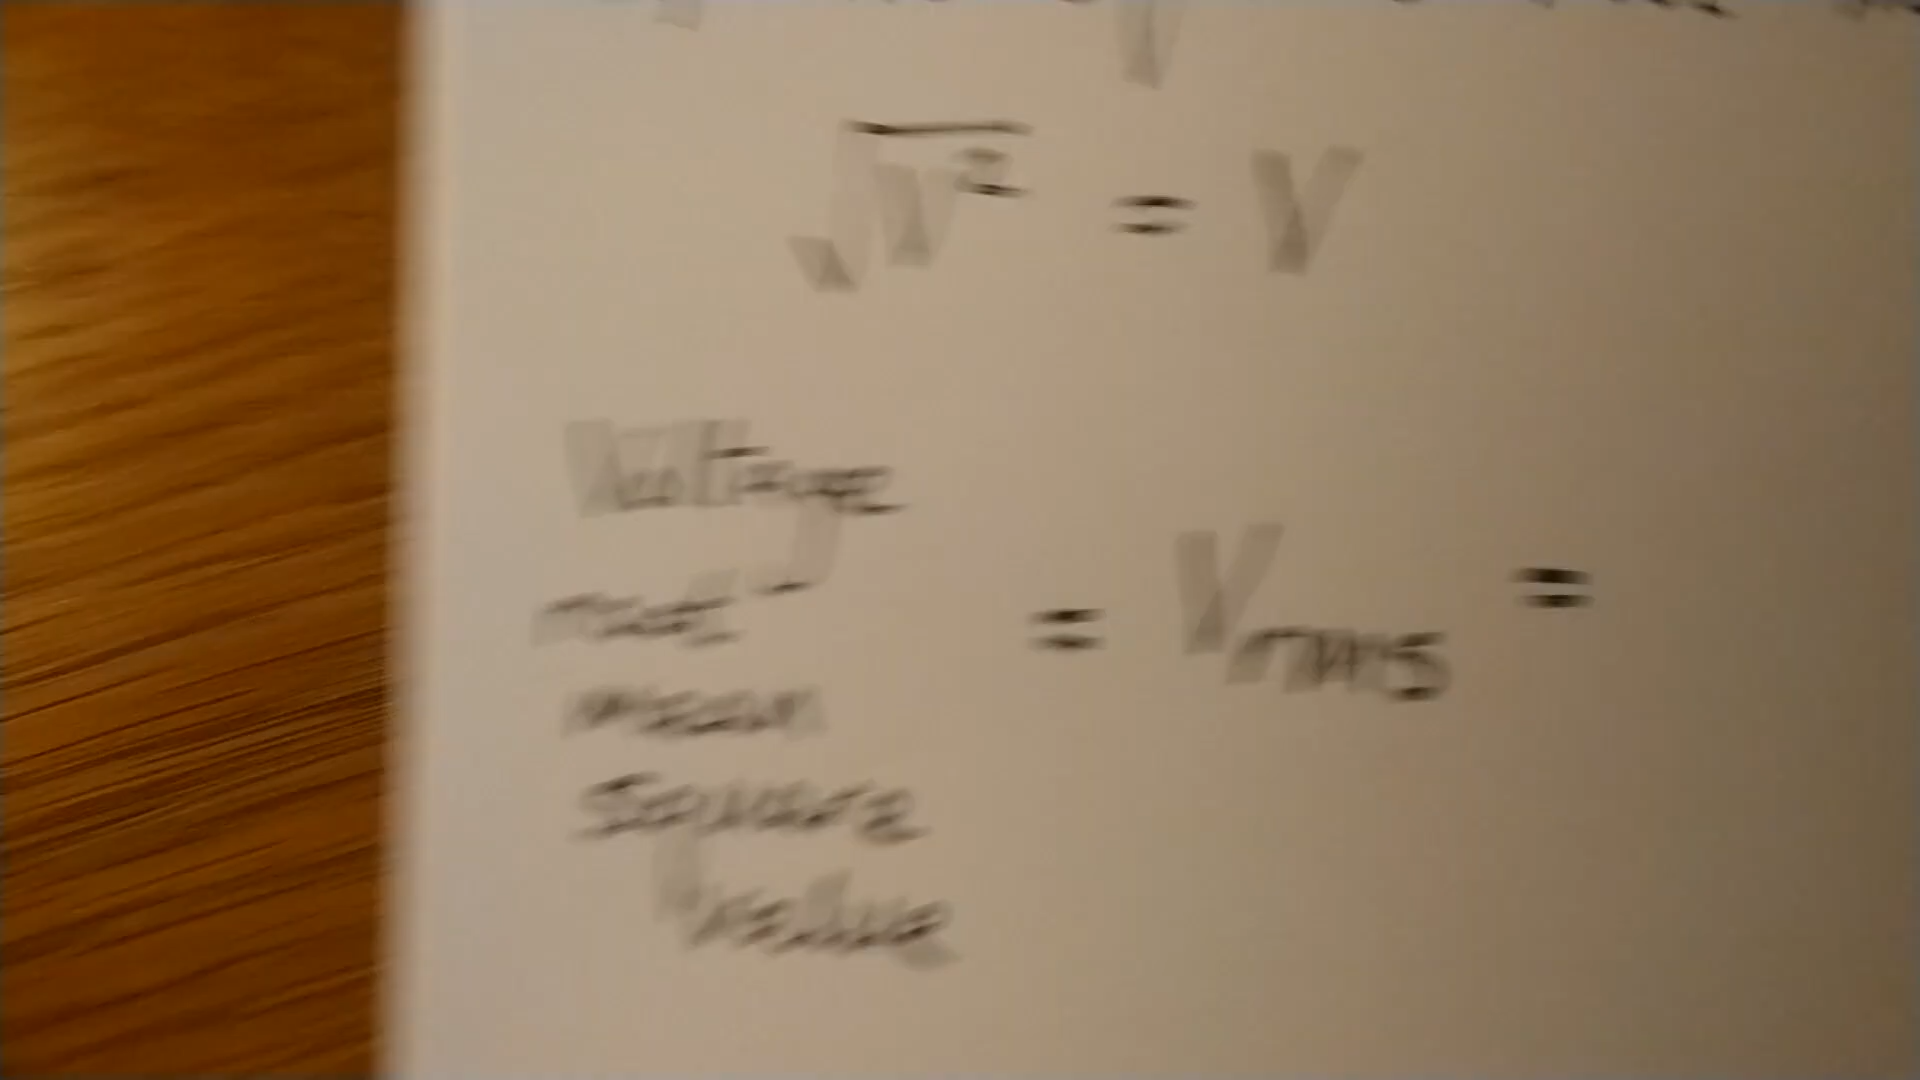 √V² = V
Voltage
root
mean
square
value
= Vrms =